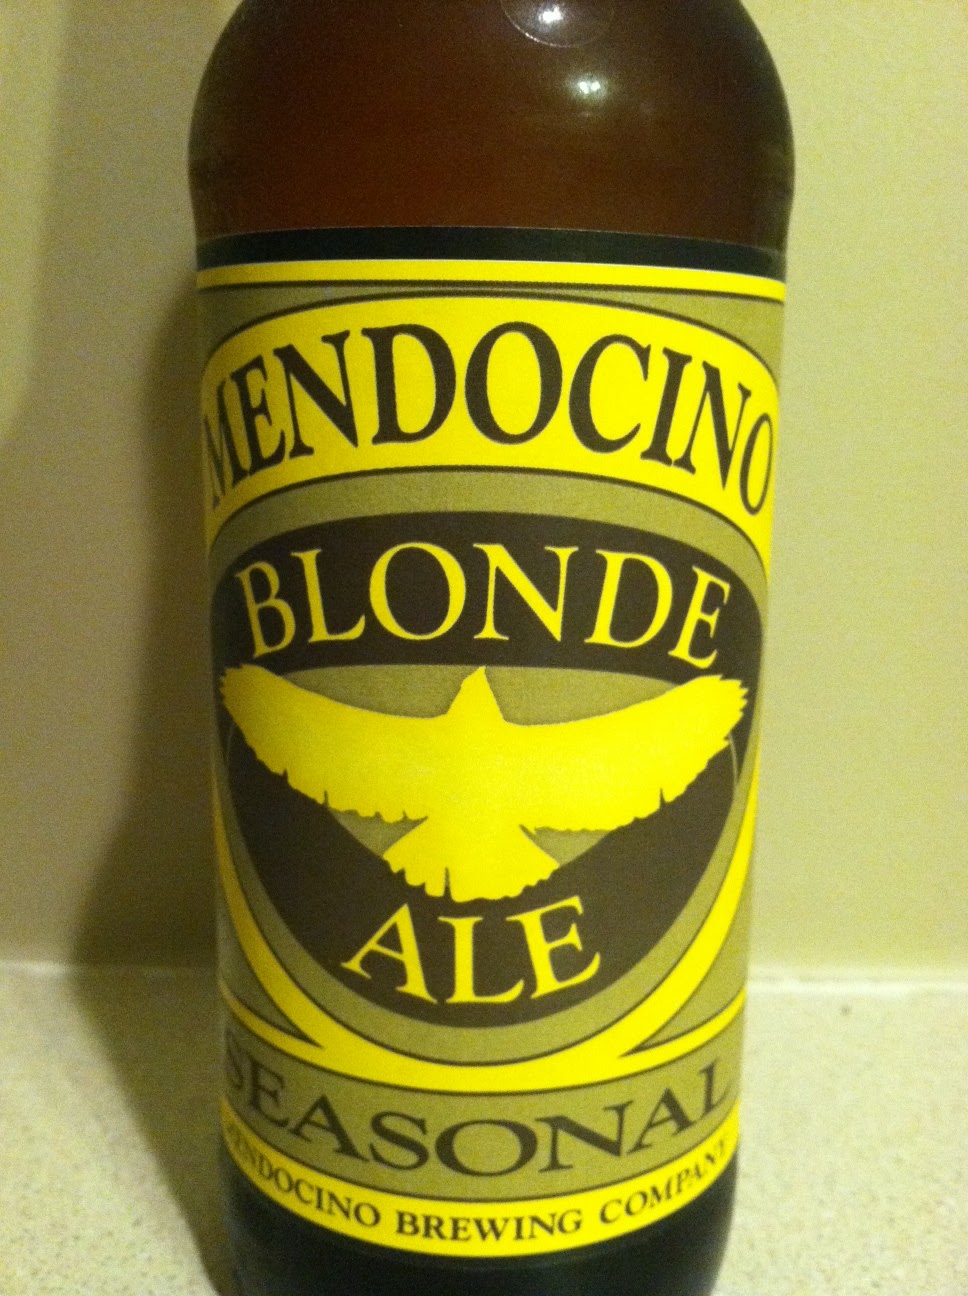 MENDOCINO
BLONDE
ALE
SEASONAL
MENDOCINO BREWING COMPANY